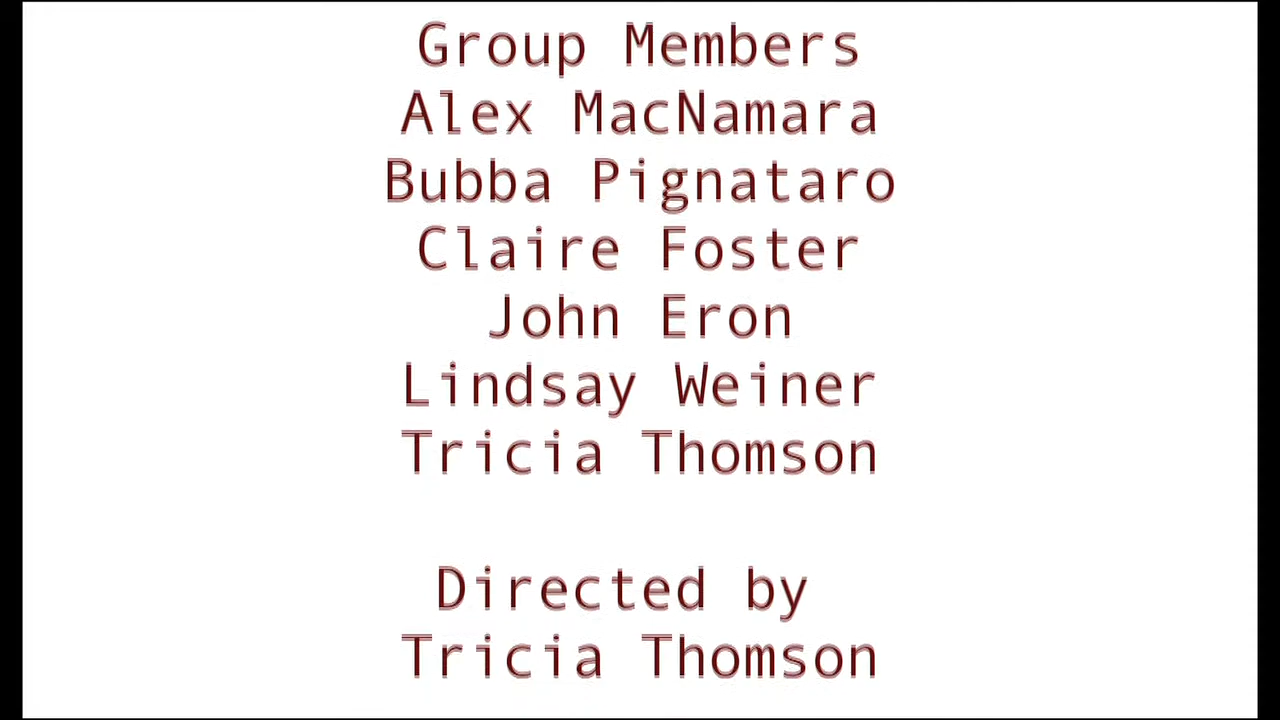 Group Members
Alex MacNamara
Bubba Pignataro
Claire Foster
John Eron
Lindsay Weiner
Tricia Thomson
Directed by
Tricia Thomson